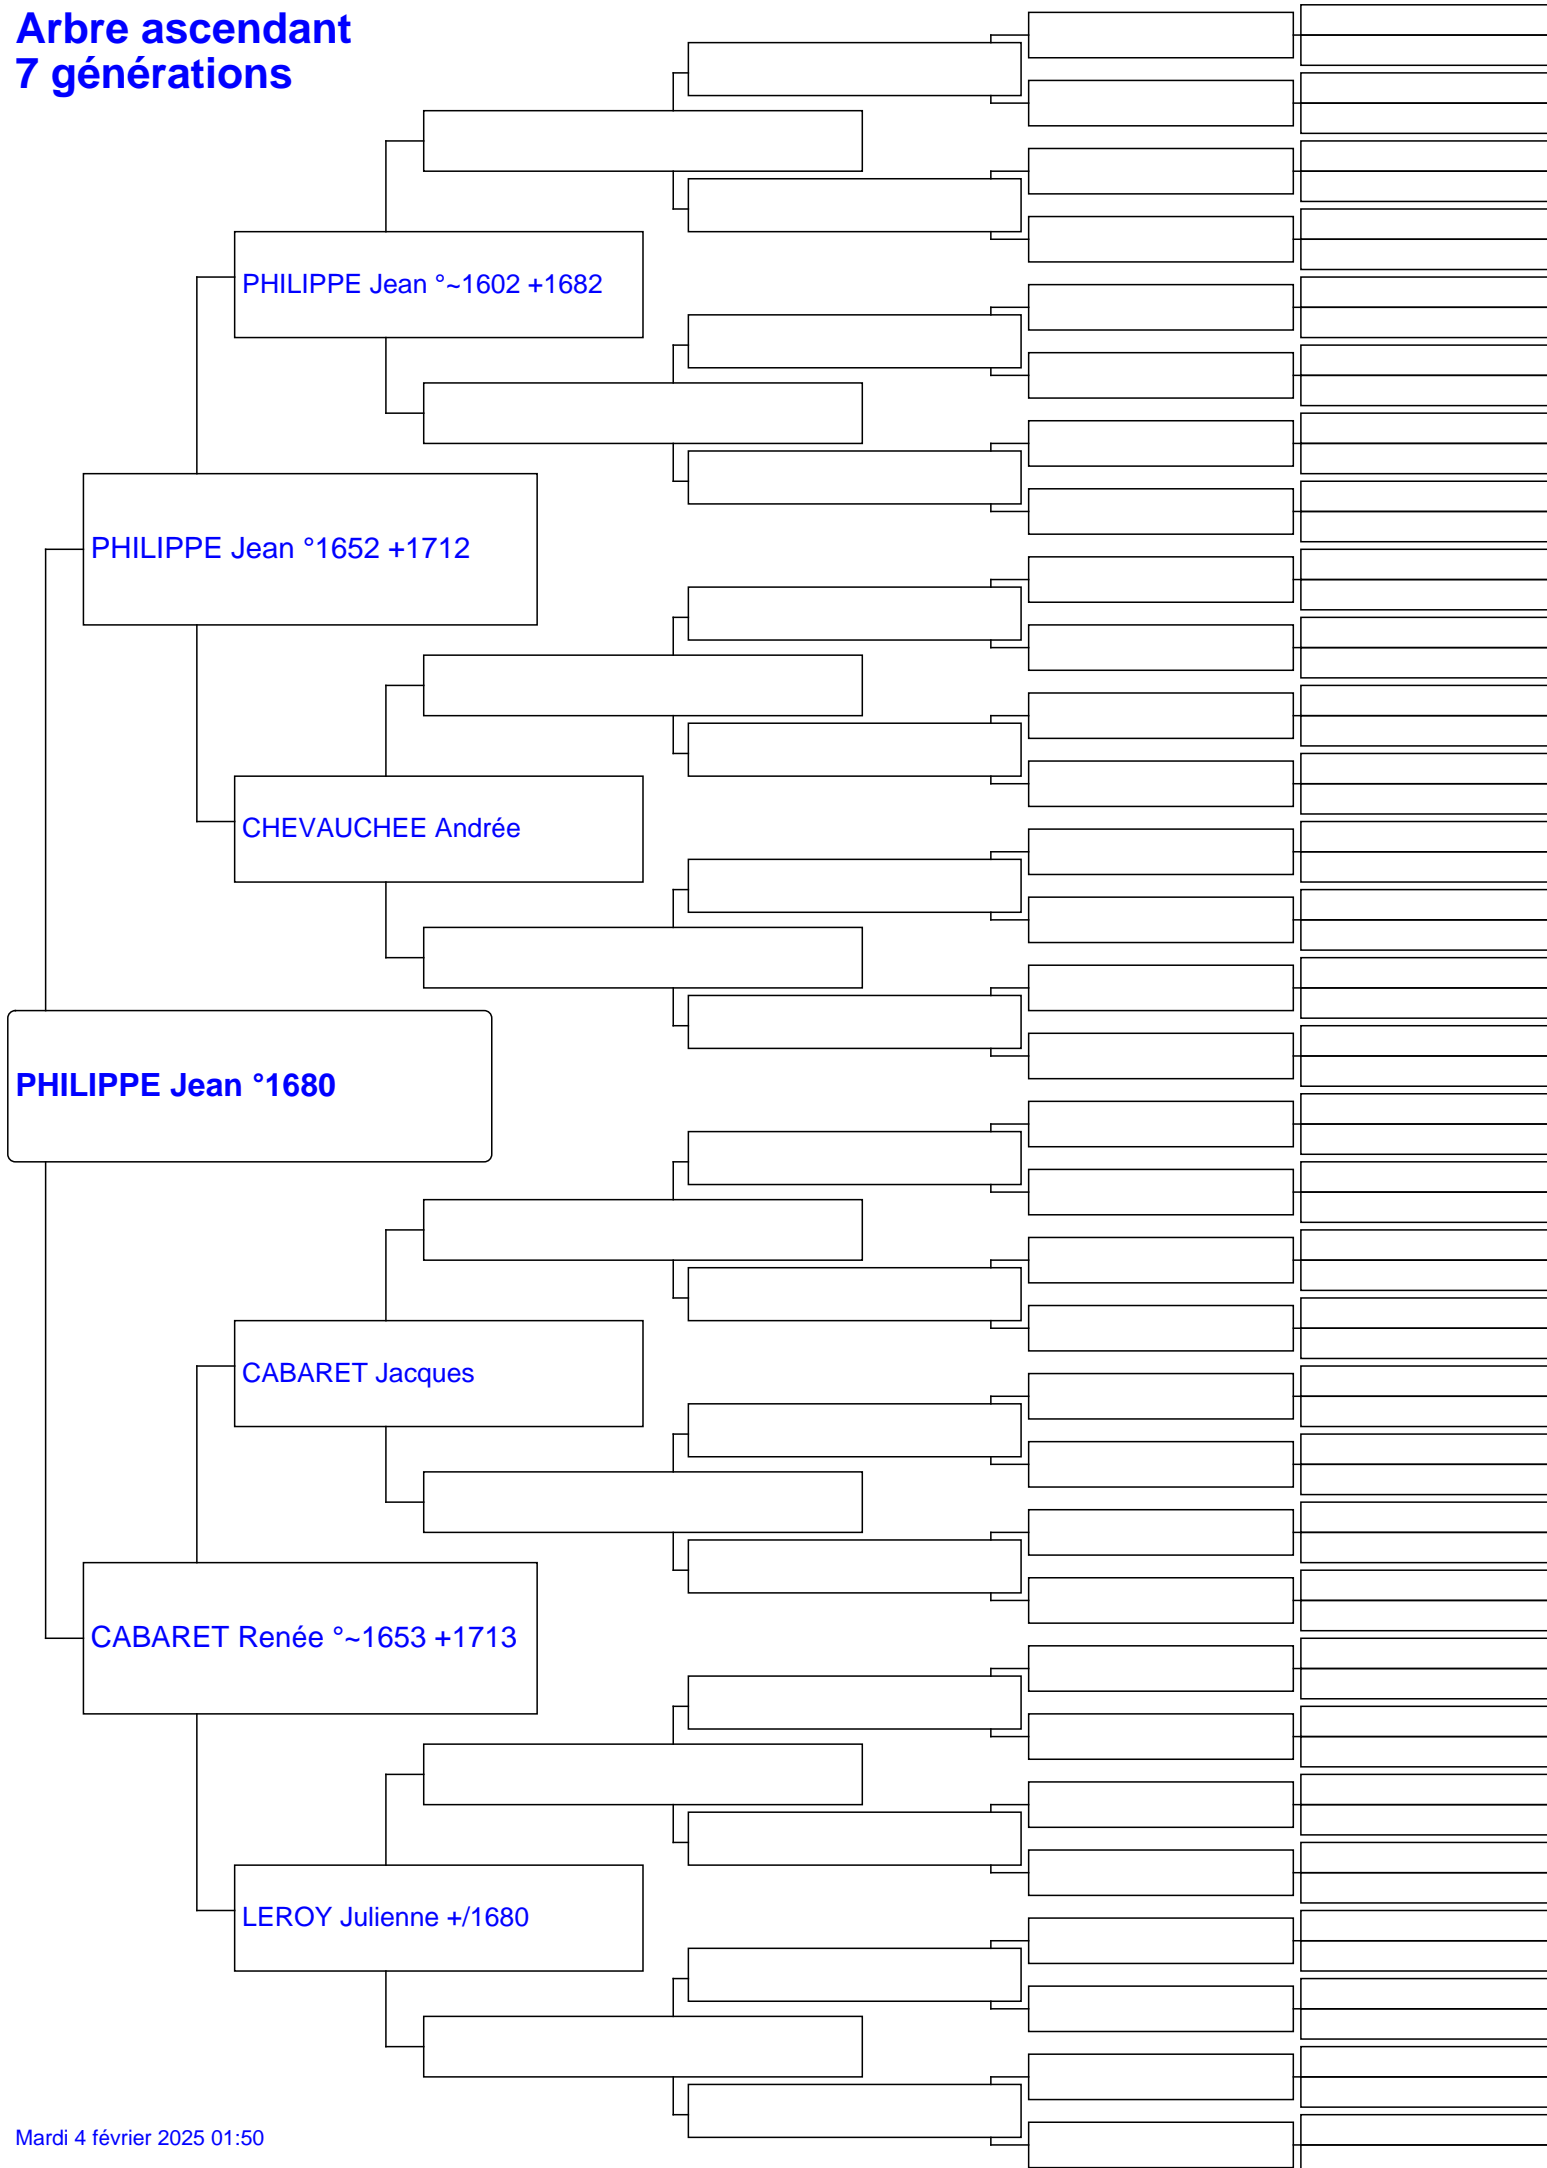 Arbre ascendant
7 générations
PHILIPPE Jean °~1602 +1682
PHILIPPE Jean °1652 +1712
CHEVAUCHEE Andrée
PHILIPPE Jean °1680
CABARET Jacques
CABARET Renée °~1653 +1713
LEROY Julienne +/1680
Mardi 4 février 2025 01:50